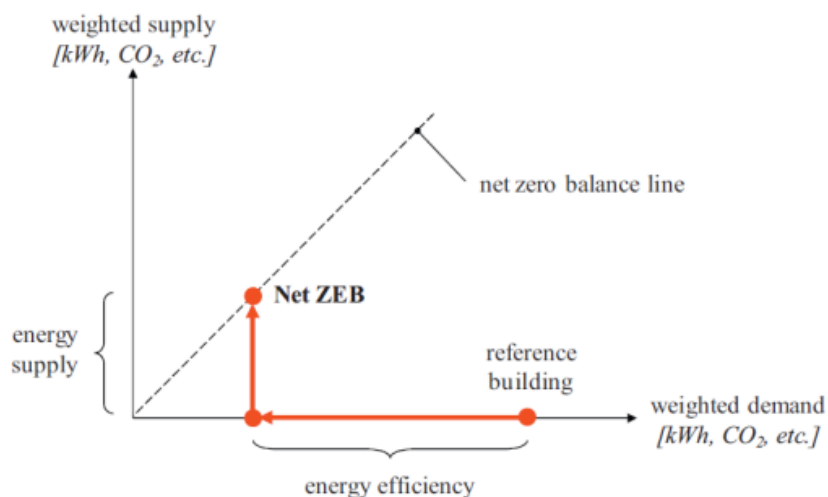 weighted supply
[kWh, CO₂, etc.]
net zero balance line
Net ZEB
energy
supply
reference
building
weighted demand
[kWh, CO₂, etc.]
energy efficiency